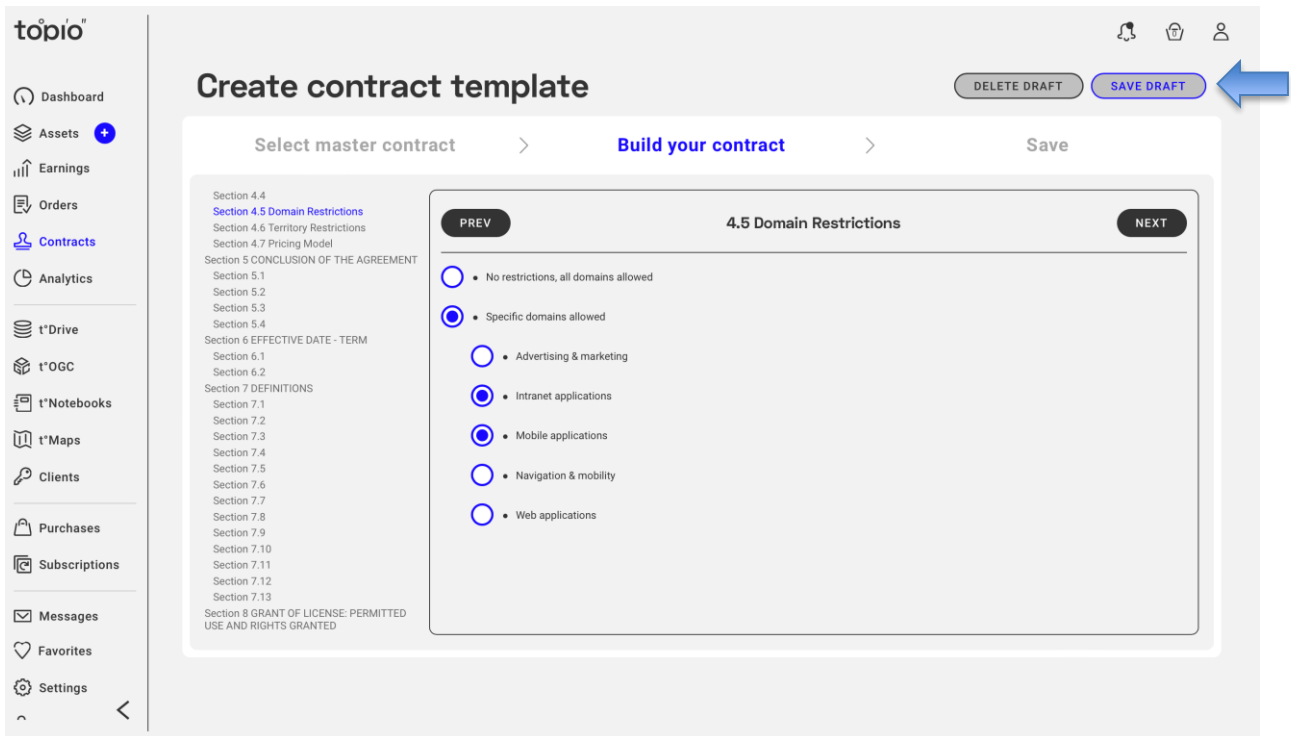 topio"
Dashboard
Assets +
Earnings
Orders
Contracts
Analytics
t°Drive
t°OGC
t°Notebooks
t°Maps
Clients
Purchases
Subscriptions
Messages
Favorites
Settings
0
Create contract template
DELETE DRAFT
SAVE DRAFT
Select master contract
Build your contract
Save
Section 4.4
Section 4.5 Domain Restrictions
Section 4.6 Territory Restrictions
Section 4.7 Pricing Model
Section 5 CONCLUSION OF THE AGREEMENT
Section 5.1
Section 5.2
Section 5.3
Section 5.4
Section 6 EFFECTIVE DATE - TERM
Section 6.1
Section 6.2
Section 7 DEFINITIONS
Section 7.1
Section 7.2
Section 7.3
Section 7.4
Section 7.5
Section 7.6
Section 7.7
Section 7.8
Section 7.9
Section 7.10
Section 7.11
Section 7.12
Section 7.13
Section 8 GRANT OF LICENSE: PERMITTED
USE AND RIGHTS GRANTED
PREV
4.5 Domain Restrictions
NEXT
• No restrictions, all domains allowed
• Specific domains allowed
• Advertising & marketing
• Intranet applications
• Mobile applications
• Navigation & mobility
• Web applications